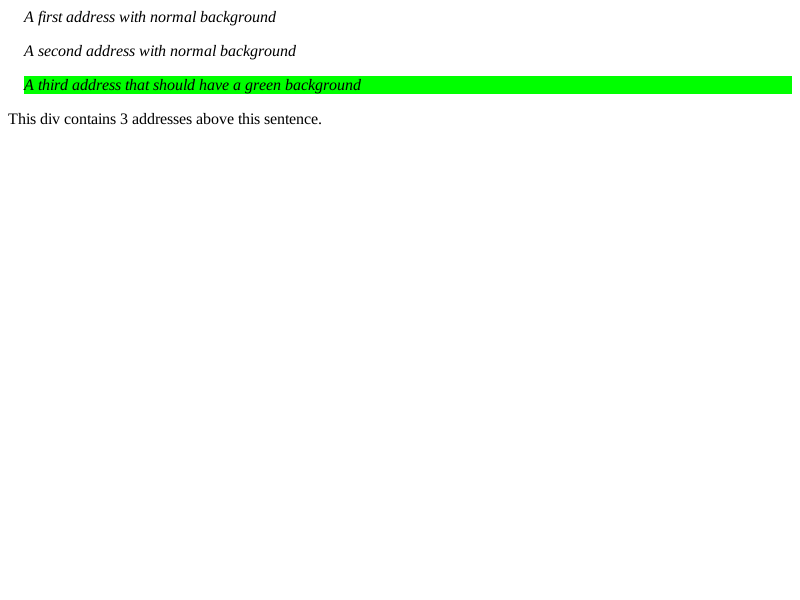 A first address with normal background
A second address with normal background
A third address that should have a green background
This div contains 3 addresses above this sentence.